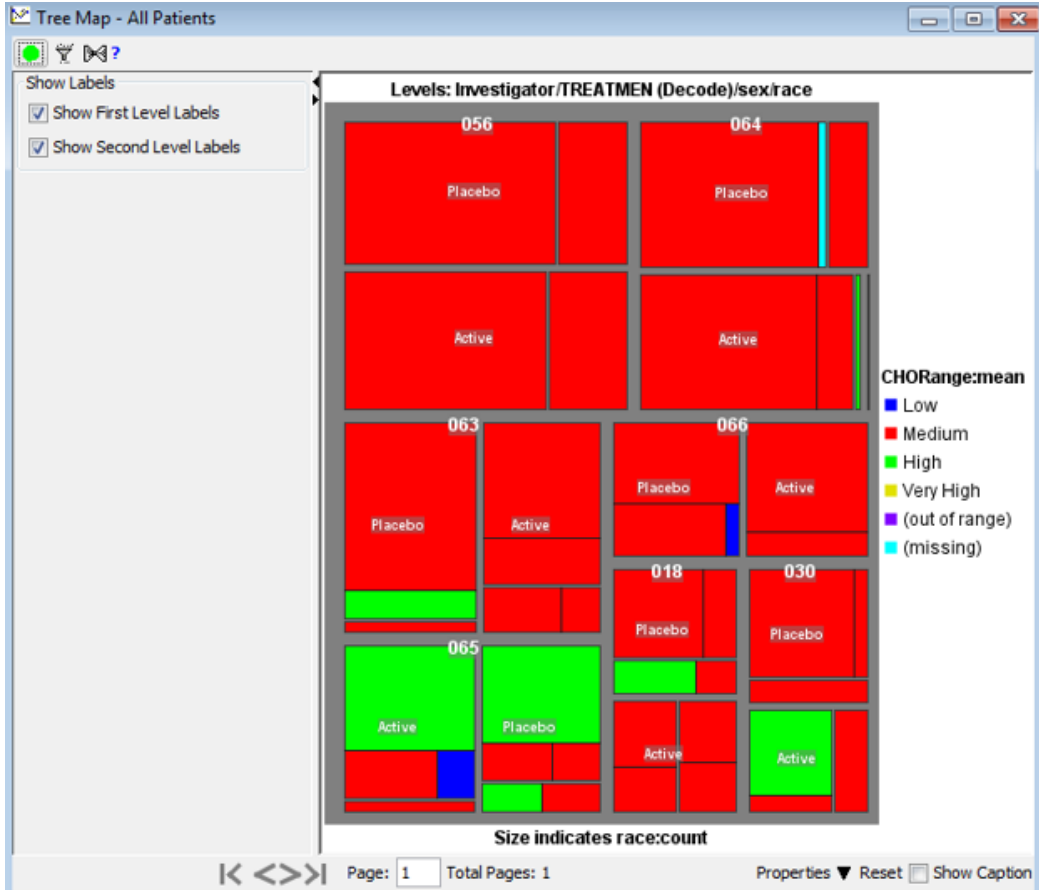 Tree Map - All Patients
?
Show Labels
Show First Level Labels
Show Second Level Labels
Levels: Investigator/TREATMEN (Decode)/sex/race
056
064
Placebo
Placebo
Active
Active
063
066
Placebo
Active
Placebo
Active
018
030
Placebo
Placebo
065
Active
Placebo
Active
Active
CHORange:mean
Low
Medium
High
Very High
(out of range)
(missing)
Size indicates race:count
Page: 1 Total Pages: 1 Properties ▼ Reset Show Caption